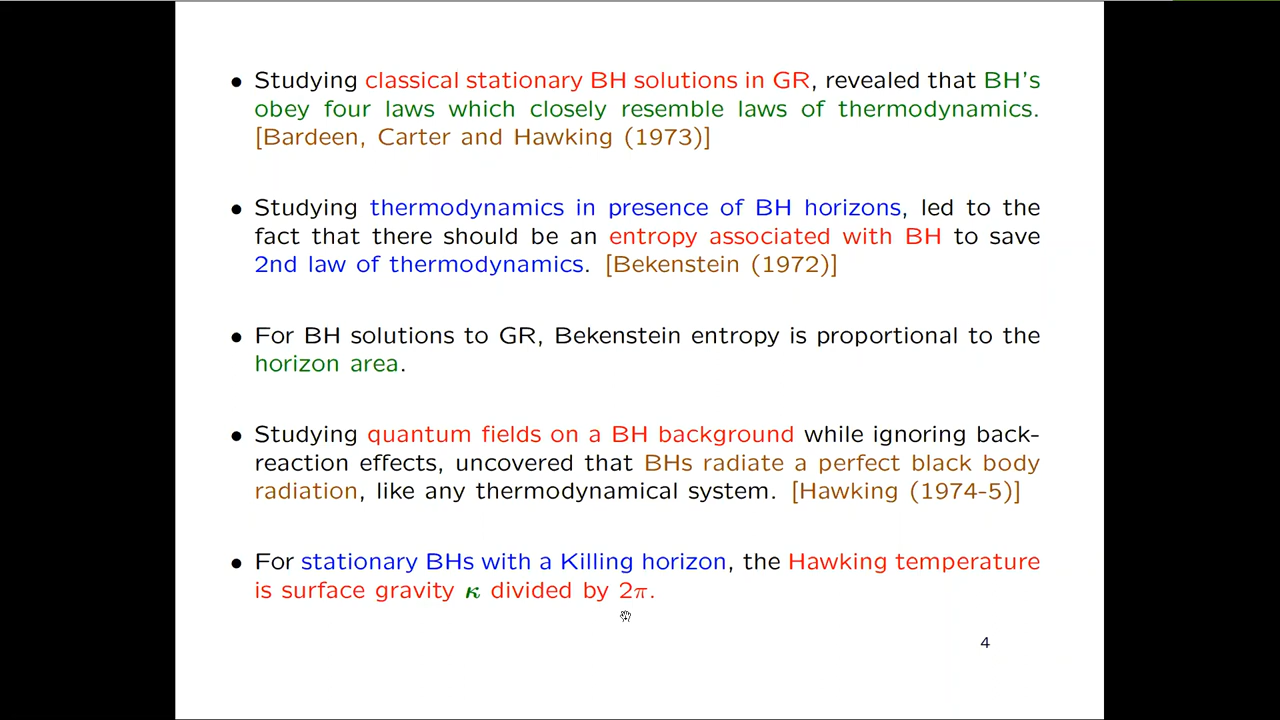 • Studying classical stationary BH solutions in GR, revealed that BH's
obey four laws which closely resemble laws of thermodynamics.
[Bardeen, Carter and Hawking (1973)]
• Studying thermodynamics in presence of BH horizons, led to the
fact that there should be an entropy associated with BH to save
2nd law of thermodynamics. [Bekenstein (1972)]
• For BH solutions to GR, Bekenstein entropy is proportional to the
horizon area.
• Studying quantum fields on a BH background while ignoring back-
reaction effects, uncovered that BHs radiate a perfect black body
radiation, like any thermodynamical system. [Hawking (1974-5)]
• For stationary BHs with a Killing horizon, the Hawking temperature
is surface gravity κ divided by 2π.
4